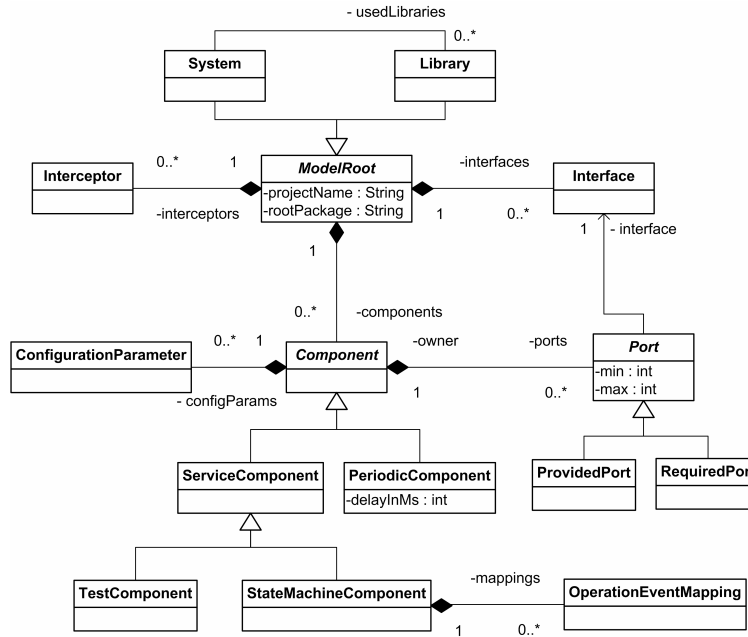 - usedLibraries
0..*
System
Library
0..*
1
ModelRoot
-interfaces
Interceptor
-projectName : String
-rootPackage : String
Interface
-interceptors
1
0..*
1
- interface
1
0..*
-components
0..*
1
-owner
-ports
ConfigurationParameter
Component
Port
-min : int
-max : int
- configParams
1
0..*
ServiceComponent
PeriodicComponent
-delayInMs : int
ProvidedPort
RequiredPor
-mappings
TestComponent
StateMachineComponent
OperationEventMapping
1
0..*